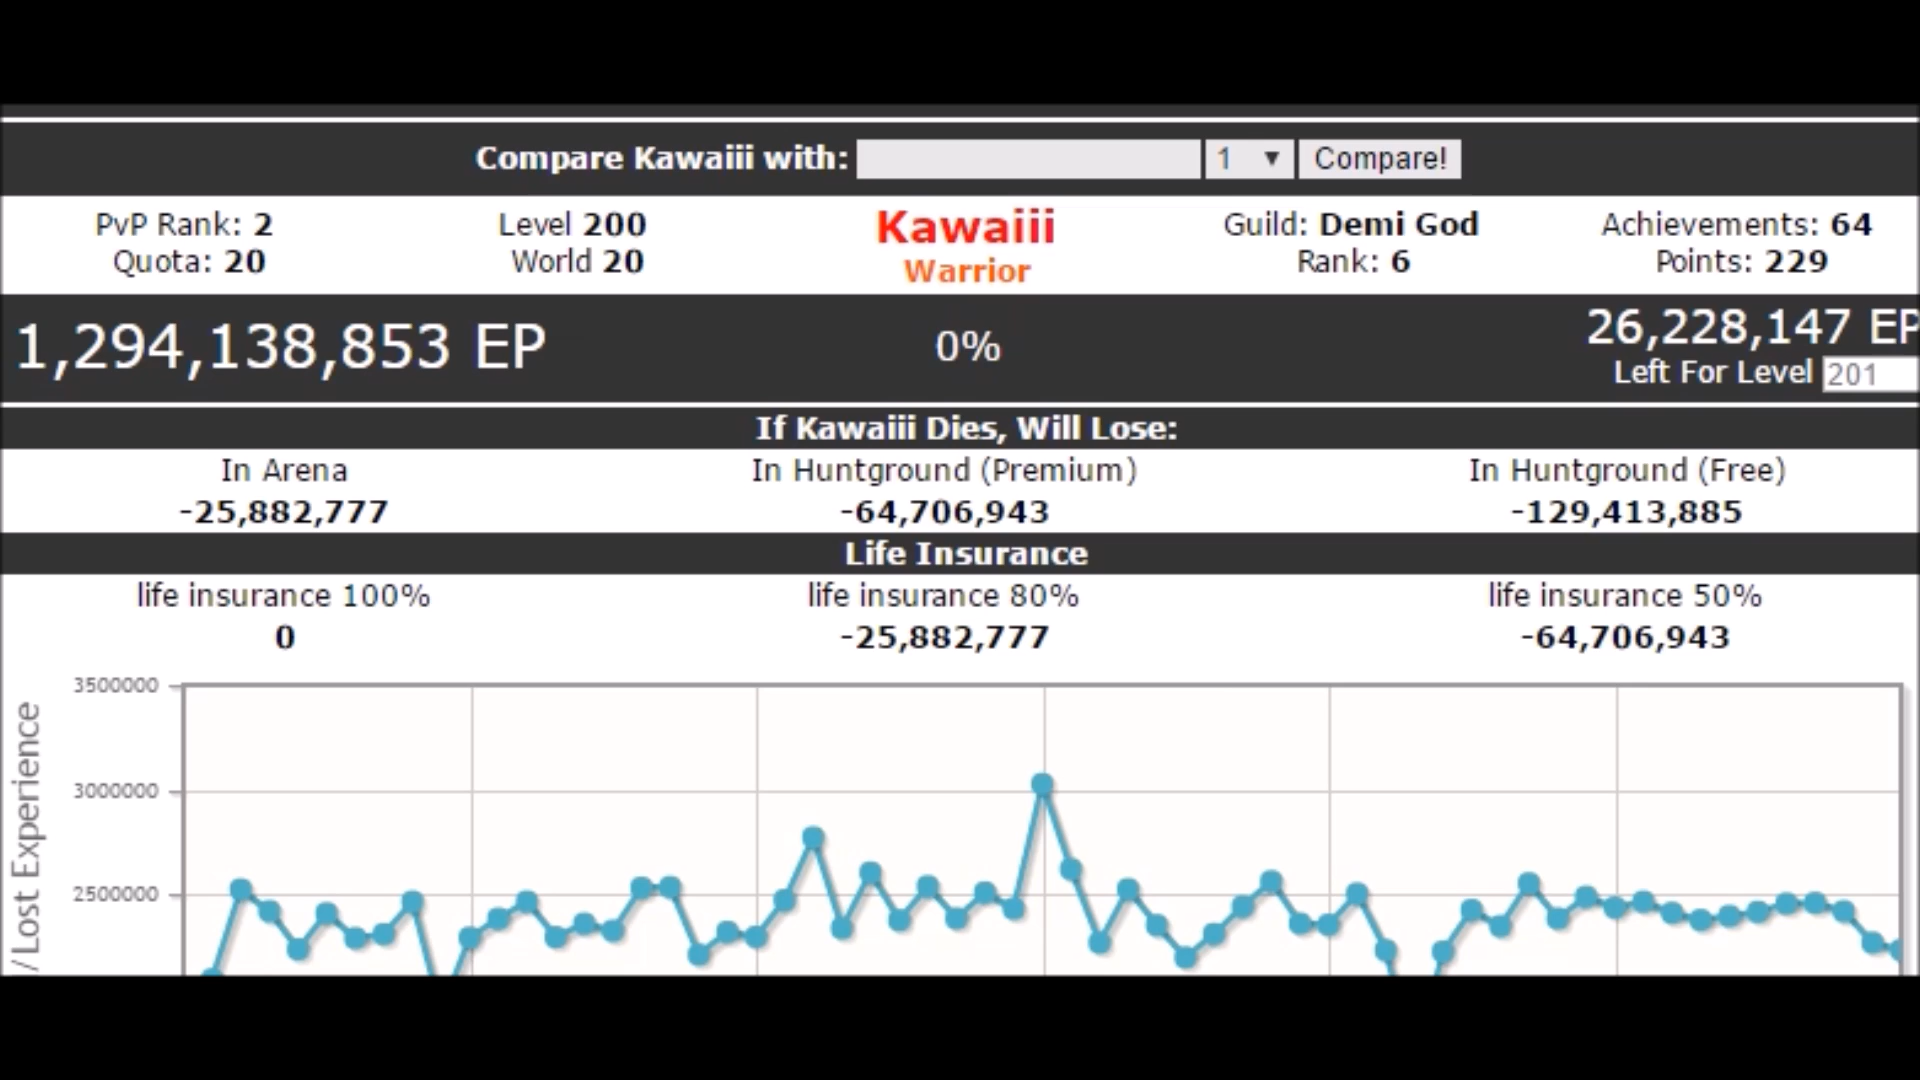 Compare Kawaiii with: 1 Compare!
PvP Rank: 2
Quota: 20
Level 200
World 20
Kawaiii
Warrior
Guild: Demi God
Rank: 6
Achievements: 64
Points: 229
1,294,138,853 EP
0%
26,228,147 EP
Left For Level 201
If Kawaiii Dies, Will Lose:
In Arena
-25,882,777
In Huntground (Premium)
-64,706,943
In Huntground (Free)
-129,413,885
Life Insurance
life insurance 100%
0
life insurance 80%
-25,882,777
life insurance 50%
-64,706,943
3500000
3000000
2500000
/ Lost Experience